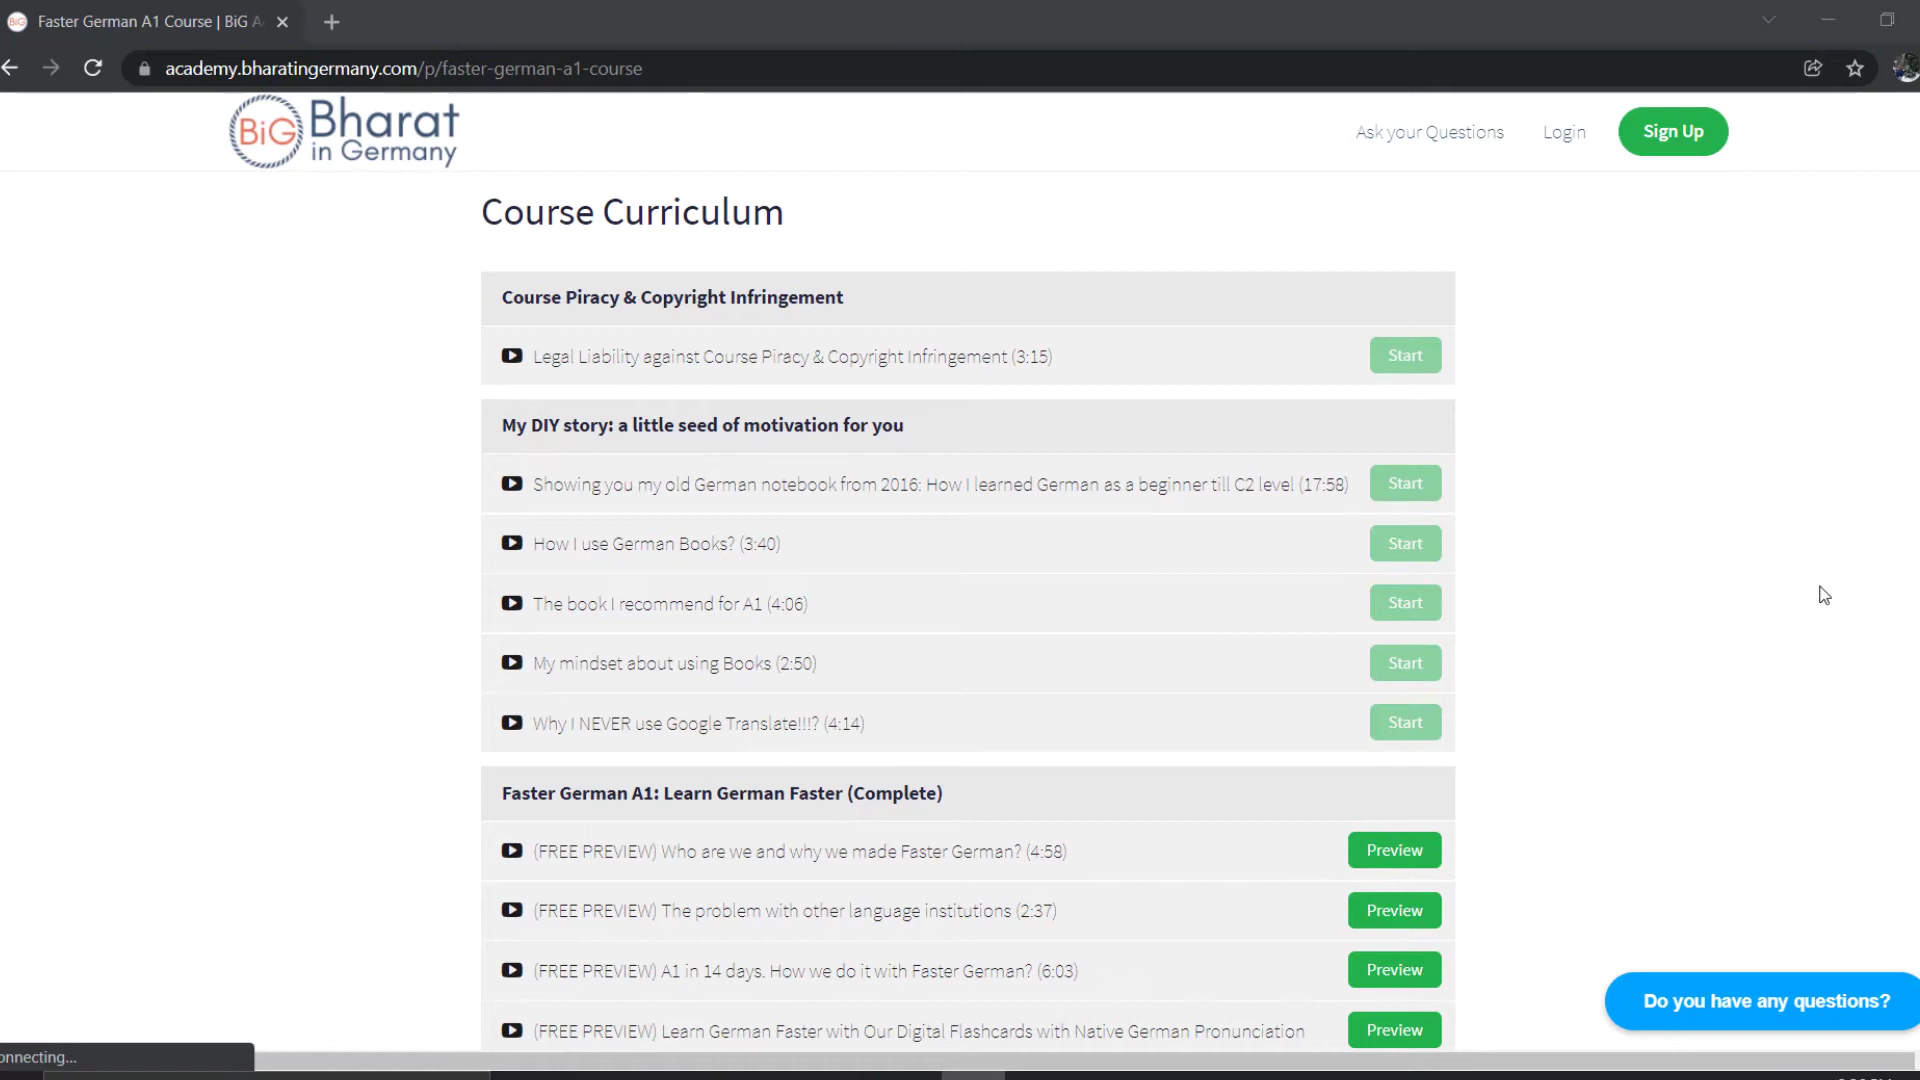 Faster German A1 Course | BiG A
academy.bharatingermany.com/p/faster-german-a1-course
BiG Bharat
in Germany
Ask your Questions
Login
Sign Up
Course Curriculum
Course Piracy & Copyright Infringement
Legal Liability against Course Piracy & Copyright Infringement (3:15)
Start
My DIY story: a little seed of motivation for you
Showing you my old German notebook from 2016: How I learned German as a beginner till C2 level (17:58)
Start
How I use German Books? (3:40)
Start
The book I recommend for A1 (4:06)
Start
My mindset about using Books (2:50)
Start
Why I NEVER use Google Translate!!!? (4:14)
Start
Faster German A1: Learn German Faster (Complete)
(FREE PREVIEW) Who are we and why we made Faster German? (4:58)
Preview
(FREE PREVIEW) The problem with other language institutions (2:37)
Preview
(FREE PREVIEW) A1 in 14 days. How we do it with Faster German? (6:03)
Preview
(FREE PREVIEW) Learn German Faster with Our Digital Flashcards with Native German Pronunciation
Preview
Do you have any questions?
onnecting...